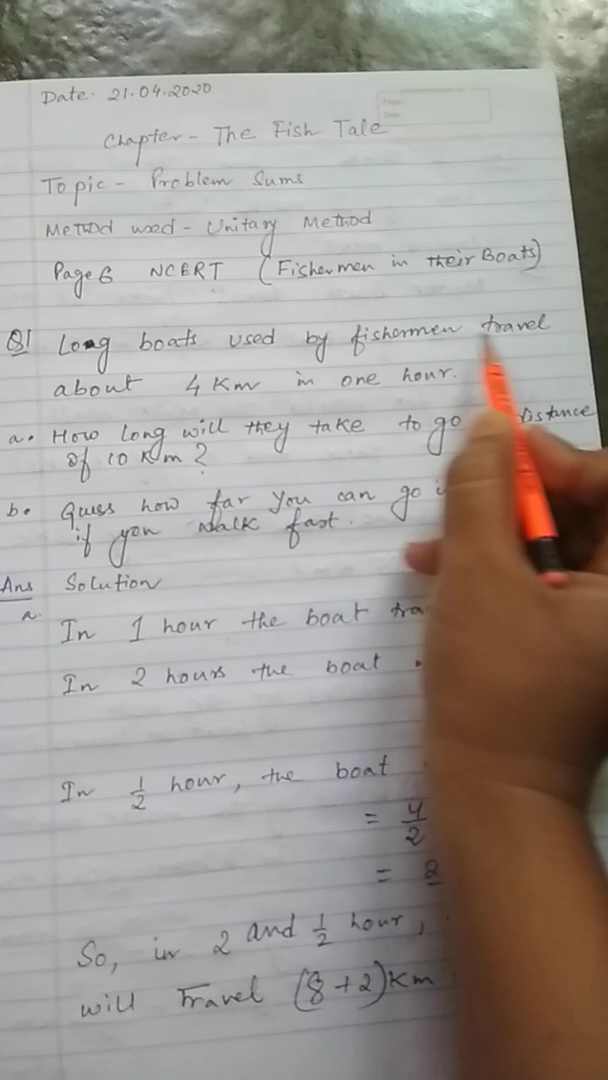 Date- 21.04.2020
Chapter - The Fish Tale
Topic - Problem Sums
Method used - Unitary Method
Page 6 NCERT (Fishermen in their Boats)
Q1 Long boats used by fishermen travel
about 4 Km in one hour.
a. How long will they take to go distance
of 10 Km?
b. Guess how far you can go
if you walk fast.
Ans Solution
a.
In 1 hour the boat
In 2 hours the boat
In 1/2 hour, the boat
= 4/2
= 2
So, in 2 and 1/2 hour,
will Travel (8+2)Km